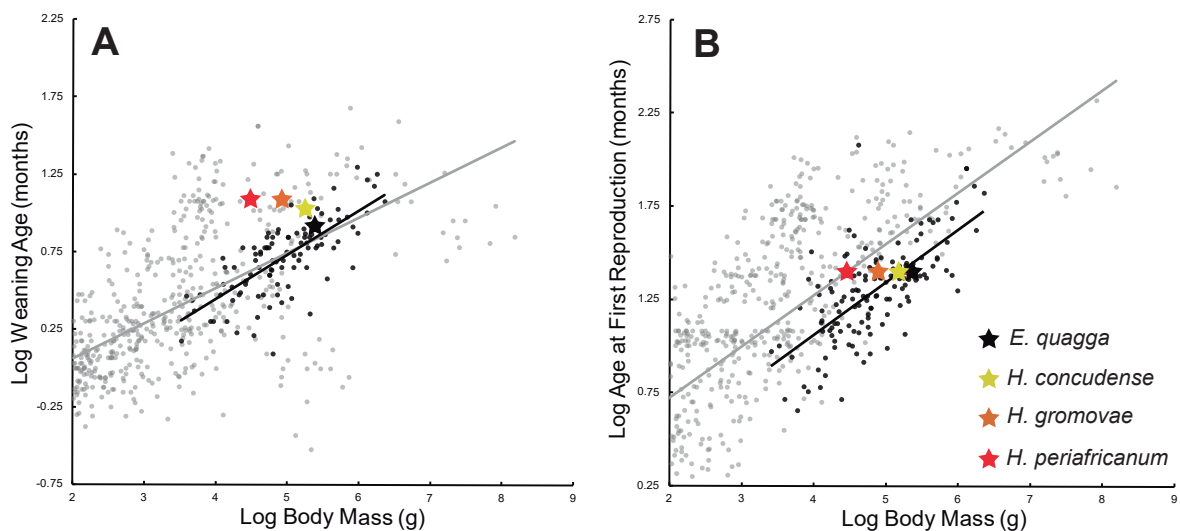 A
Log Weaning Age (months)
2.25
1.75
1.25
0.75
0.25
-0.25
-0.75
2 3 4 5 6 7 8 9
Log Body Mass (g)
B
Log Age at First Reproduction (months)
2.75
2.25
1.75
1.25
0.75
0.25
E. quagga
H. concudense
H. gromovae
H. periafricanum
2 3 4 5 6 7 8 9
Log Body Mass (g)